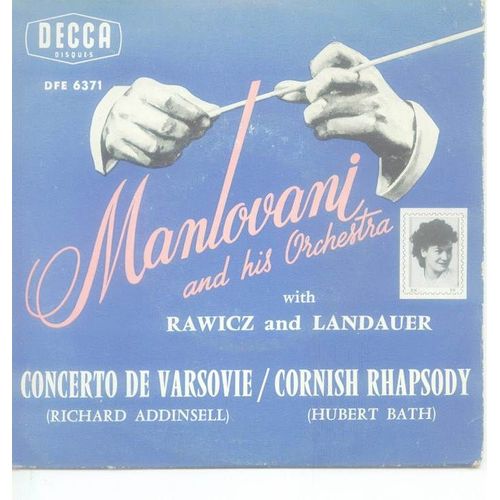 DECCA
DISQUES
DFE 6371
Mantovani
and his Orchestra
with
RAWICZ and LANDAUER
CONCERTO DE VARSOVIE / CORNISH RHAPSODY
(RICHARD ADDINSELL) (HUBERT BATH)